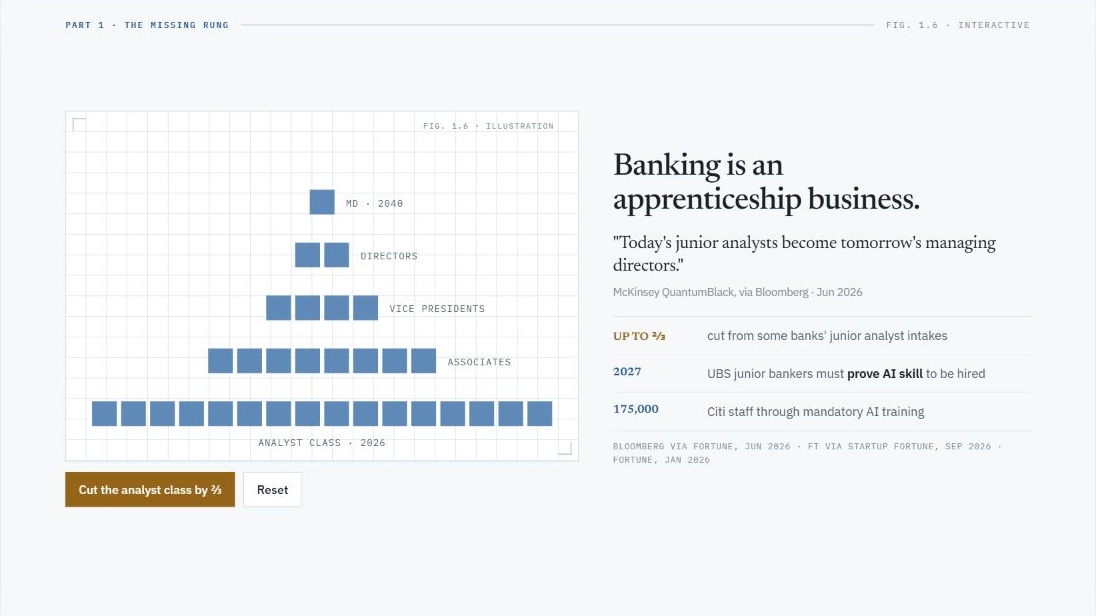 PART 1 · THE MISSING RUNG
FIG. 1.6 · INTERACTIVE
FIG. 1.6 · ILLUSTRATION
MD · 2040
DIRECTORS
VICE PRESIDENTS
ASSOCIATES
ANALYST CLASS · 2026
Cut the analyst class by ⅔
Reset
Banking is an
apprenticeship business.
"Today's junior analysts become tomorrow's managing
directors."
McKinsey QuantumBlack, via Bloomberg · Jun 2026
UP TO ⅔ cut from some banks' junior analyst intakes
2027 UBS junior bankers must prove AI skill to be hired
175,000 Citi staff through mandatory AI training
BLOOMBERG VIA FORTUNE, JUN 2026 · FT VIA STARTUP FORTUNE, SEP 2026 ·
FORTUNE, JAN 2026